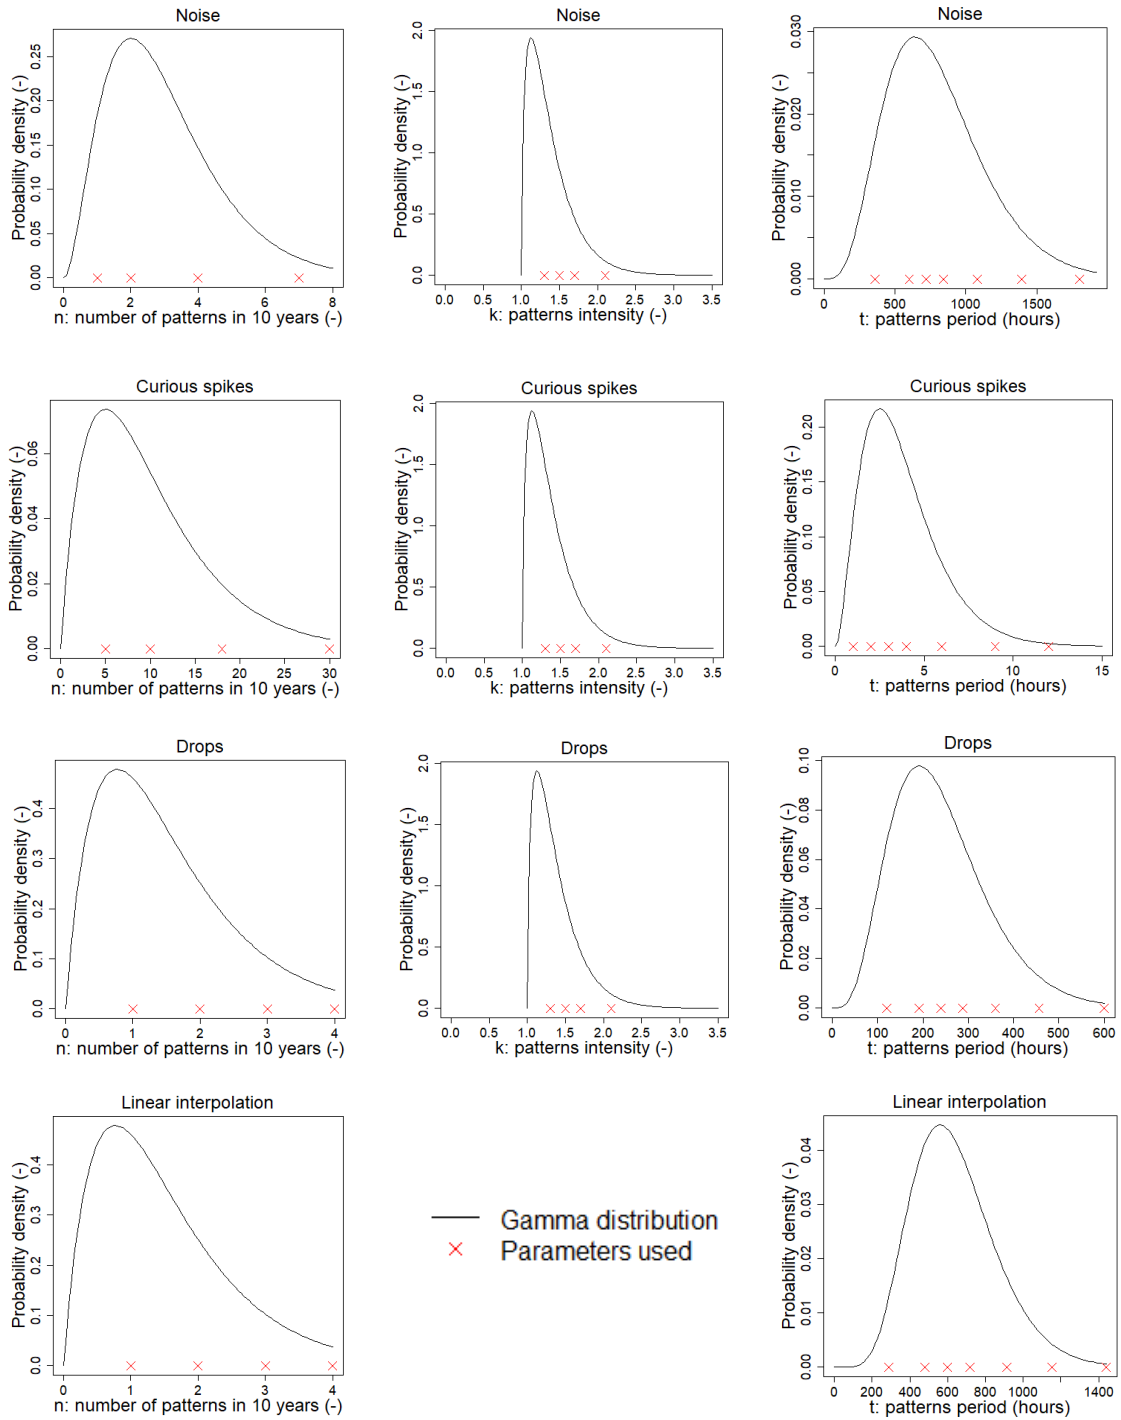 Noise
Probability density (-)
0.00 0.05 0.10 0.15 0.20 0.25
0 2 4 6 8
n: number of patterns in 10 years (-)
Noise
Probability density (-)
0.0 0.5 1.0 1.5 2.0
0.0 0.5 1.0 1.5 2.0 2.5 3.0 3.5
k: patterns intensity (-)
Noise
Probability density (-)
0.000 0.010 0.020 0.030
0 500 1000 1500
t: patterns period (hours)
Curious spikes
Probability density (-)
0.00 0.02 0.04 0.06
0 5 10 15 20 25 30
n: number of patterns in 10 years (-)
Curious spikes
Probability density (-)
0.0 0.5 1.0 1.5 2.0
0.0 0.5 1.0 1.5 2.0 2.5 3.0 3.5
k: patterns intensity (-)
Curious spikes
Probability density (-)
0.00 0.05 0.10 0.15 0.20
0 5 10 15
t: patterns period (hours)
Drops
Probability density (-)
0.0 0.1 0.2 0.3 0.4
0 1 2 3 4
n: number of patterns in 10 years (-)
Drops
Probability density (-)
0.0 0.5 1.0 1.5 2.0
0.0 0.5 1.0 1.5 2.0 2.5 3.0 3.5
k: patterns intensity (-)
Drops
Probability density (-)
0.00 0.02 0.04 0.06 0.08 0.10
0 100 200 300 400 500 600
t: patterns period (hours)
Linear interpolation
Probability density (-)
0.0 0.1 0.2 0.3 0.4
0 1 2 3 4
n: number of patterns in 10 years (-)
Gamma distribution
Parameters used
Linear interpolation
Probability density (-)
0.00 0.01 0.02 0.03 0.04
0 200 400 600 800 1000 1400
t: patterns period (hours)